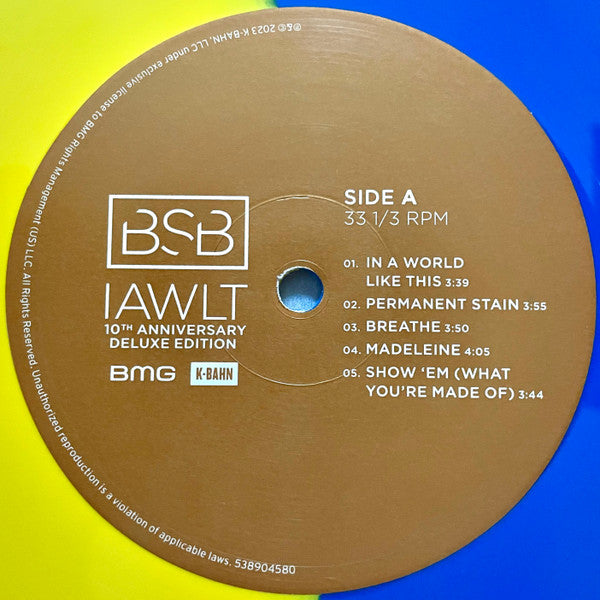 BSB
IAWLT
10TH ANNIVERSARY
DELUXE EDITION
BMG K-BAHN
SIDE A
33 1/3 RPM
01. IN A WORLD
LIKE THIS 3:39
02. PERMANENT STAIN 3:55
03. BREATHE 3:50
04. MADELEINE 4:05
05. SHOW ‘EM (WHAT
YOU’RE MADE OF) 3:44
℗&© 2023 K-BAHN, LLC under exclusive license to BMG Rights Management (US) LLC. All Rights Reserved. Unauthorized reproduction is a violation of applicable laws. 538904580